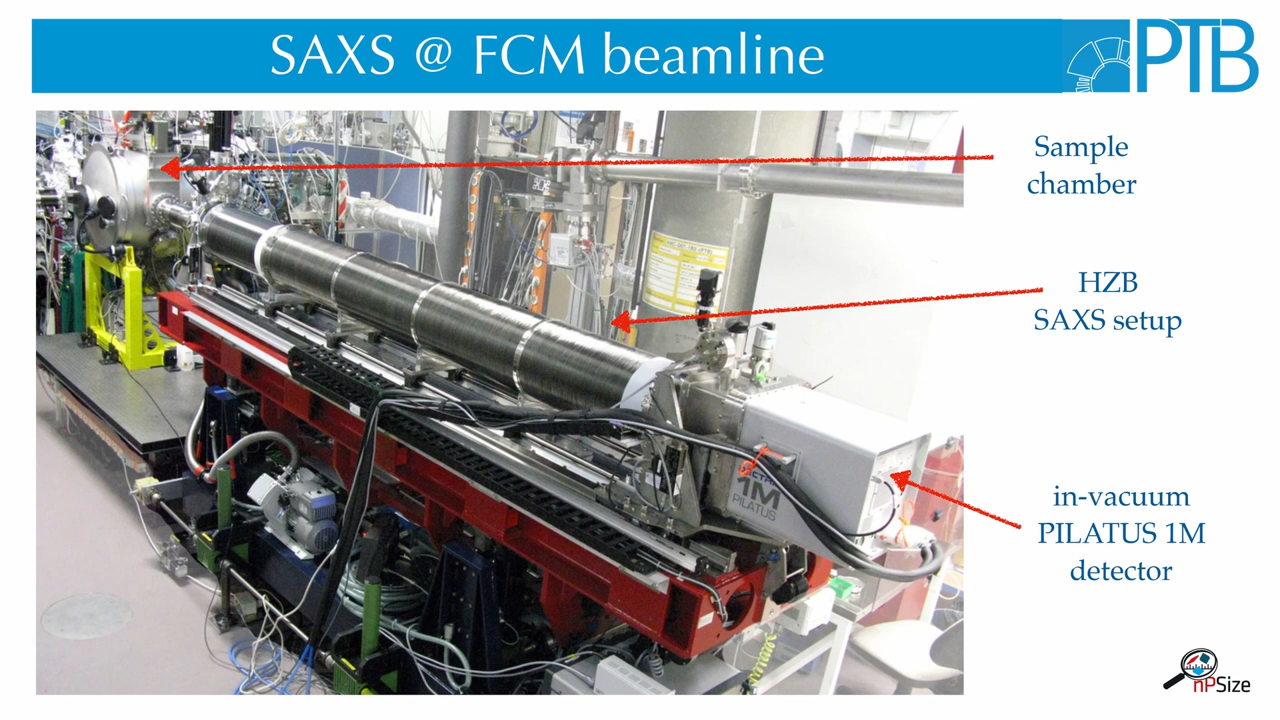 SAXS @ FCM beamline
PTB
Sample
chamber
HZB
SAXS setup
in-vacuum
PILATUS 1M
detector
1M
PILATUS
nPSize